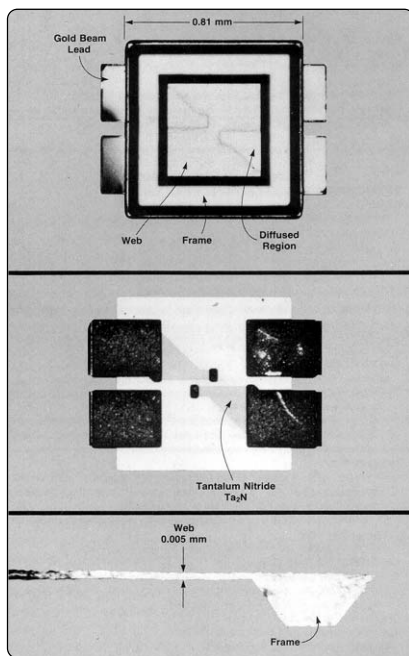 0.81 mm
Gold Beam
Lead
Web
Frame
Diffused
Region
Tantalum Nitride
Ta₂N
Web
0.005 mm
Frame